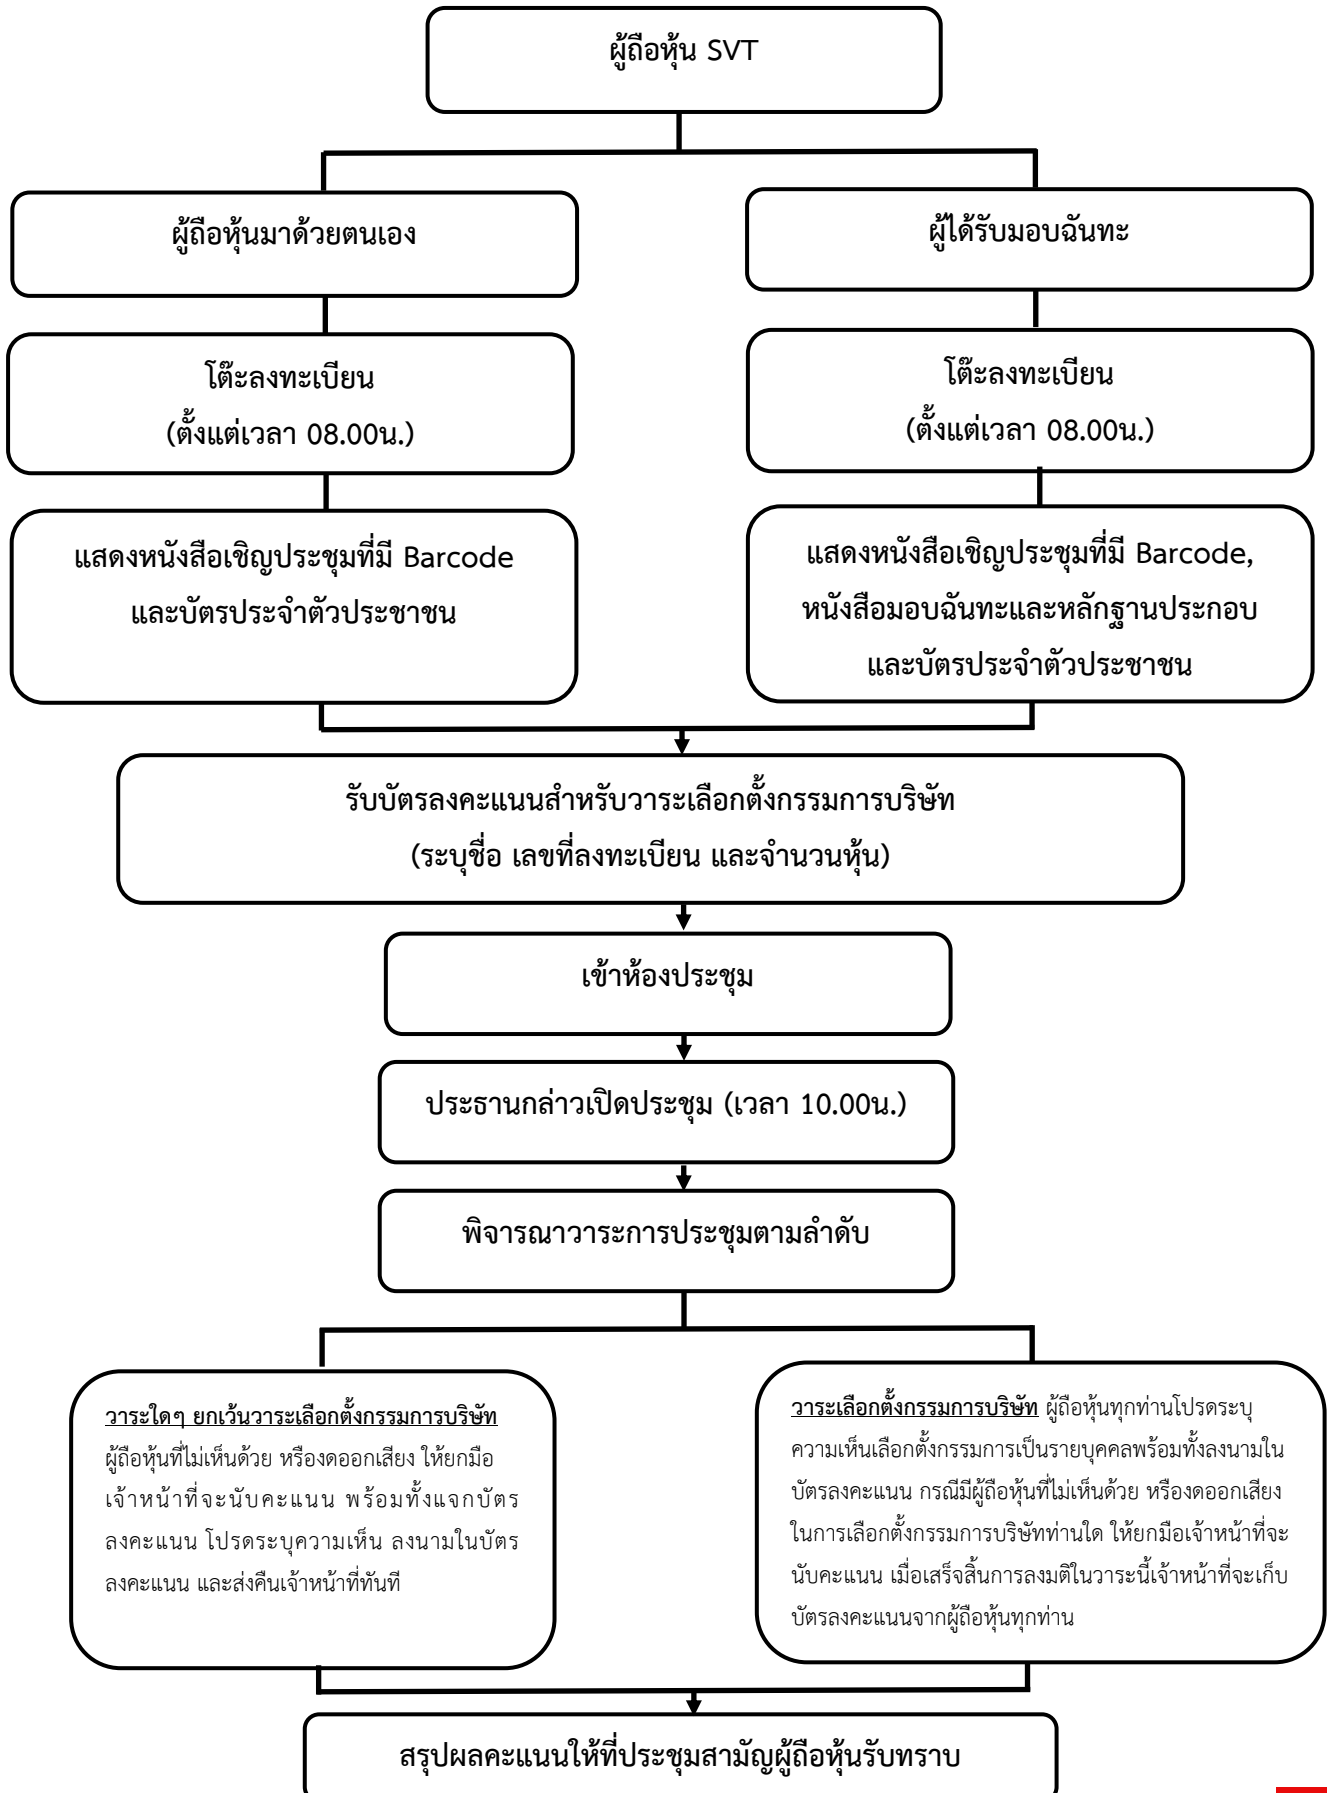 ผู้ถือหุ้น SVT
ผู้ถือหุ้นมาด้วยตนเอง
ผู้ได้รับมอบฉันทะ
โต๊ะลงทะเบียน
(ตั้งแต่เวลา 08.00น.)
โต๊ะลงทะเบียน
(ตั้งแต่เวลา 08.00น.)
แสดงหนังสือเชิญประชุมที่มี Barcode
และบัตรประจำตัวประชาชน
แสดงหนังสือเชิญประชุมที่มี Barcode,
หนังสือมอบฉันทะและหลักฐานประกอบ
และบัตรประจำตัวประชาชน
รับบัตรลงคะแนนสำหรับวาระเลือกตั้งกรรมการบริษัท
(ระบุชื่อ เลขที่ลงทะเบียน และจำนวนหุ้น)
เข้าห้องประชุม
ประธานกล่าวเปิดประชุม (เวลา 10.00น.)
พิจารณาวาระการประชุมตามลำดับ
วาระใดๆ ยกเว้นวาระเลือกตั้งกรรมการบริษัท
ผู้ถือหุ้นที่ไม่เห็นด้วย หรืองดออกเสียง ให้ยกมือ
เจ้าหน้าที่จะนับคะแนน พร้อมทั้งแจกบัตร
ลงคะแนน โปรดระบุความเห็น ลงนามในบัตร
ลงคะแนน และส่งคืนเจ้าหน้าที่ทันที
วาระเลือกตั้งกรรมการบริษัท ผู้ถือหุ้นทุกท่านโปรดระบุ
ความเห็นเลือกตั้งกรรมการเป็นรายบุคคลพร้อมทั้งลงนามใน
บัตรลงคะแนน กรณีมีผู้ถือหุ้นที่ไม่เห็นด้วย หรืองดออกเสียง
ในการเลือกตั้งกรรมการบริษัทท่านใด ให้ยกมือเจ้าหน้าที่จะ
นับคะแนน เมื่อเสร็จสิ้นการลงมติในวาระนี้เจ้าหน้าที่จะเก็บ
บัตรลงคะแนนจากผู้ถือหุ้นทุกท่าน
สรุปผลคะแนนให้ที่ประชุมสามัญผู้ถือหุ้นรับทราบ